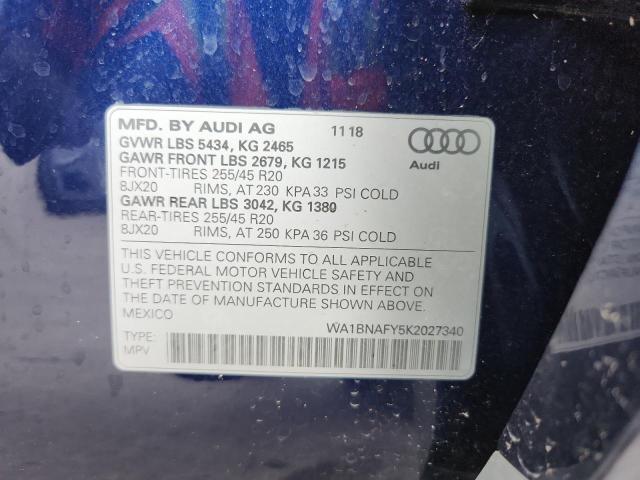 MFD. BY AUDI AG 11 18
GVWR LBS 5434, KG 2465
GAWR FRONT LBS 2679, KG 1215
FRONT-TIRES 255/45 R20
8JX20 RIMS, AT 230 KPA 33 PSI COLD
GAWR REAR LBS 3042, KG 1380
REAR-TIRES 255/45 R20
8JX20 RIMS, AT 250 KPA 36 PSI COLD
Audi
THIS VEHICLE CONFORMS TO ALL APPLICABLE
U.S. FEDERAL MOTOR VEHICLE SAFETY AND
THEFT PREVENTION STANDARDS IN EFFECT ON
THE DATE OF MANUFACTURE SHOWN ABOVE.
MEXICO
WA1BNAFY5K2027340
TYPE:
MPV